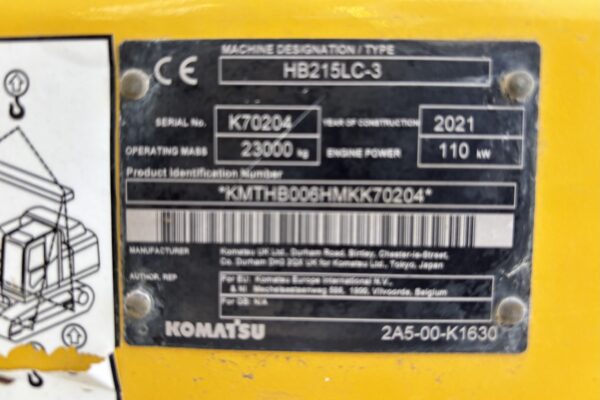 CE
MACHINE DESIGNATION / TYPE
HB215LC-3
SERIAL No. K70204 YEAR OF CONSTRUCTION 2021
OPERATING MASS 23000 kg ENGINE POWER 110 kW
Product Identification Number
*KMTHB006HMKK70204*
MANUFACTURER Komatsu UK Ltd., Durham Road, Birtley, Chester-le-Street,
Co. Durham DH3 2QX UK for Komatsu Ltd., Tokyo, Japan
AUTHOR. REP For EU: Komatsu Europe International N.V.,
& NI Mechelsesteenweg 586, 1800, Vilvoorde, Belgium
For GB: N/A
KOMATSU 2A5-00-K1630